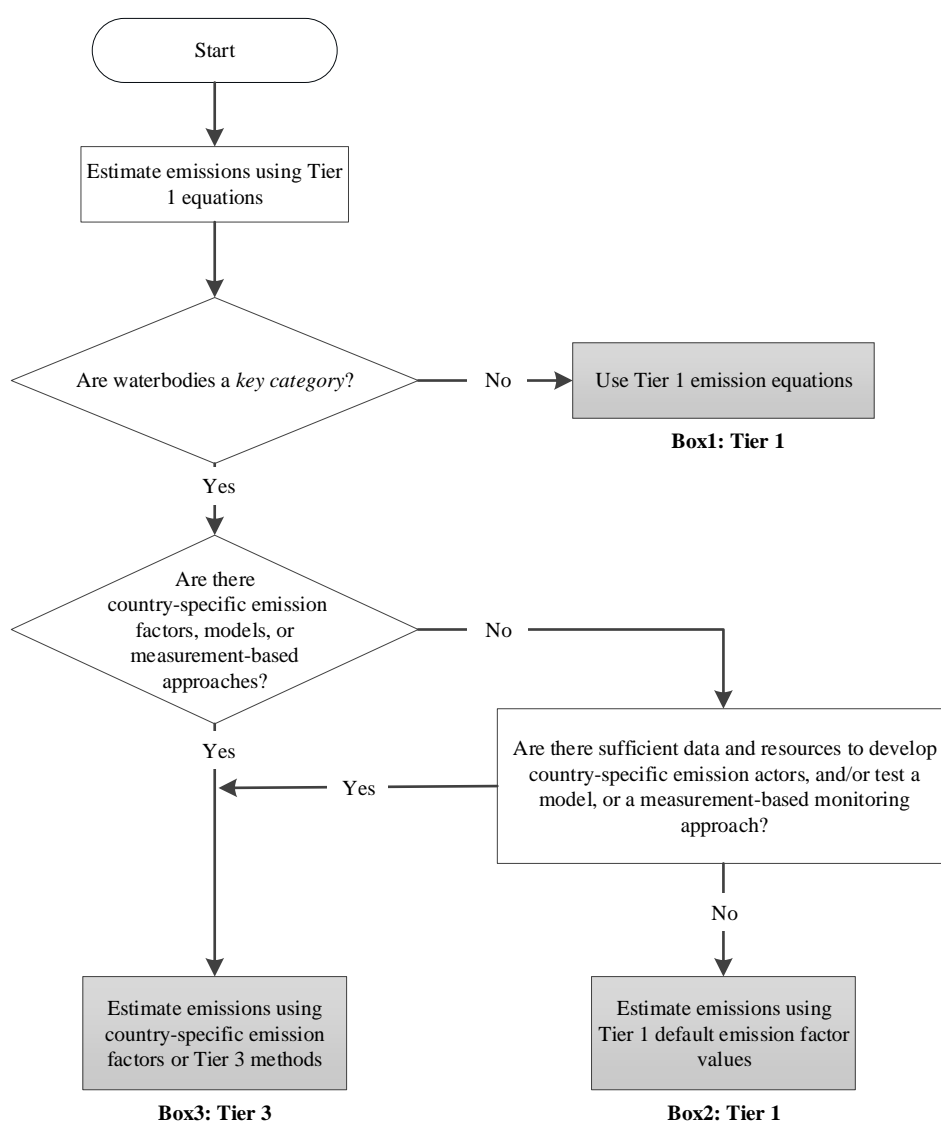 Start
Estimate emissions using Tier
1 equations
Are waterbodies a key category?
No
Use Tier 1 emission equations
Box1: Tier 1
Yes
Are there
country-specific emission
factors, models, or
measurement-based
approaches?
No
Yes
Are there sufficient data and resources to develop
country-specific emission actors, and/or test a
model, or a measurement-based monitoring
approach?
Yes
No
Estimate emissions using
country-specific emission
factors or Tier 3 methods
Box3: Tier 3
Estimate emissions using
Tier 1 default emission factor
values
Box2: Tier 1